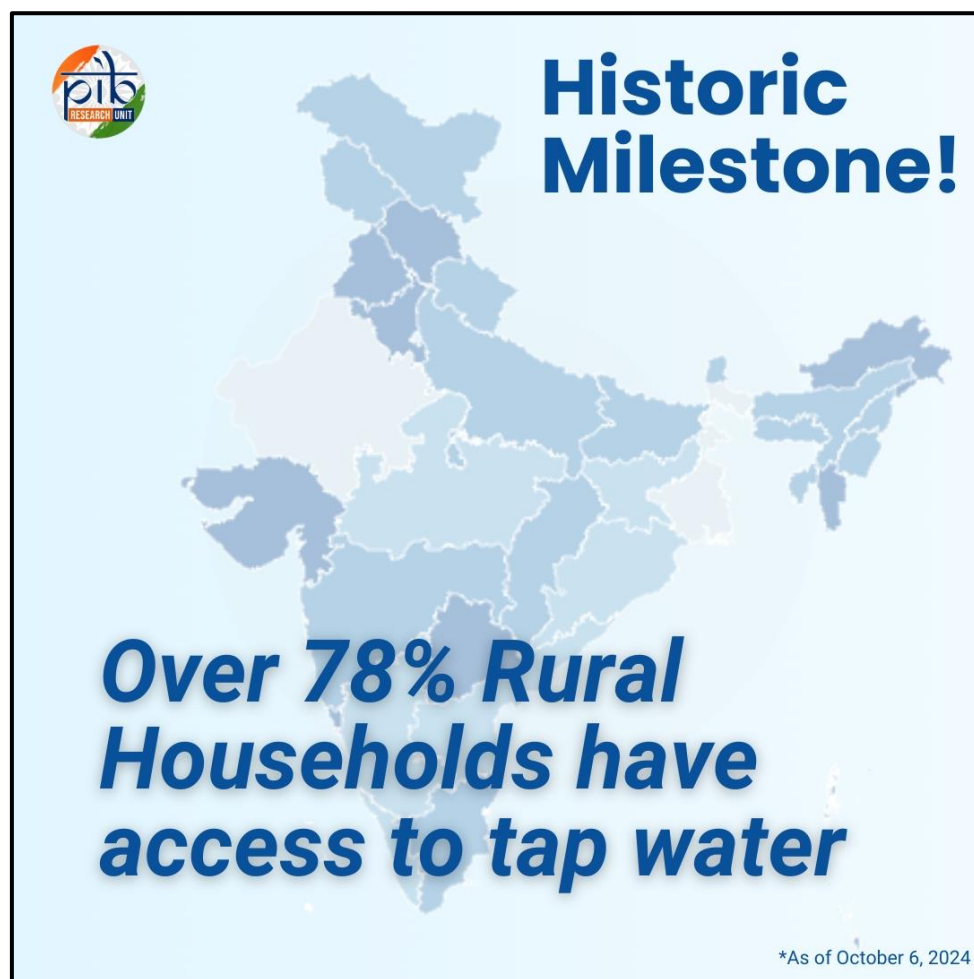 pib
RESEARCH UNIT
Historic
Milestone!
Over 78% Rural
Households have
access to tap water
*As of October 6, 2024